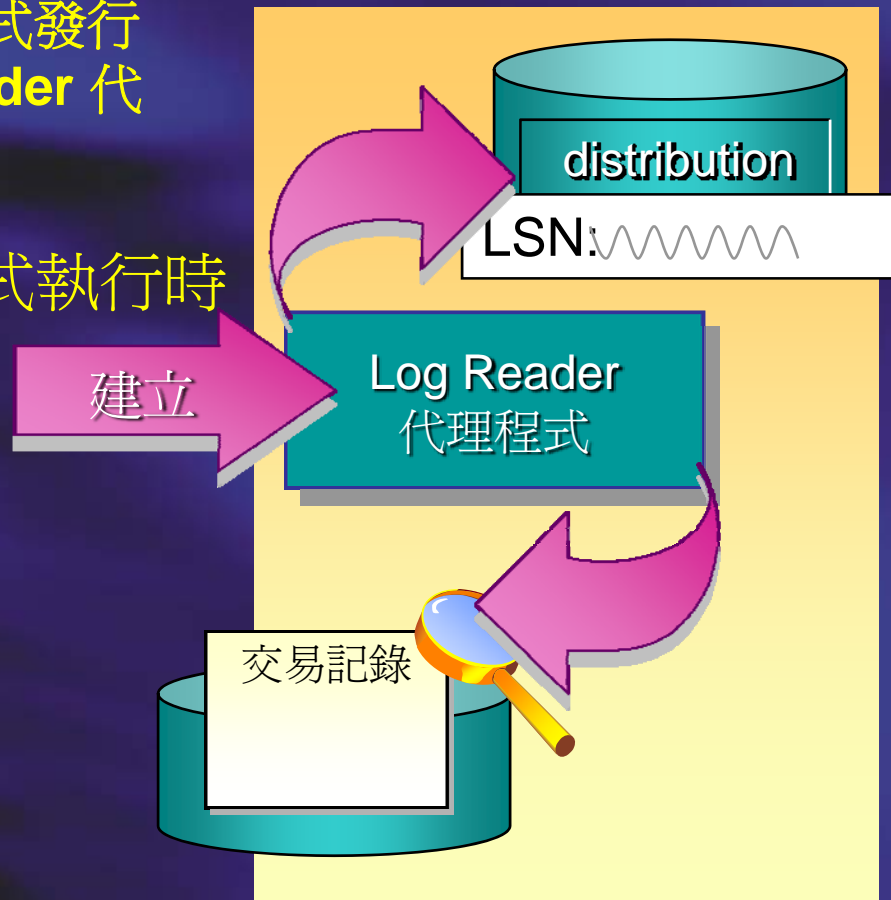 式發行
der 代
式執行時
distribution
LSN:
建立
Log Reader
代理程式
交易記錄